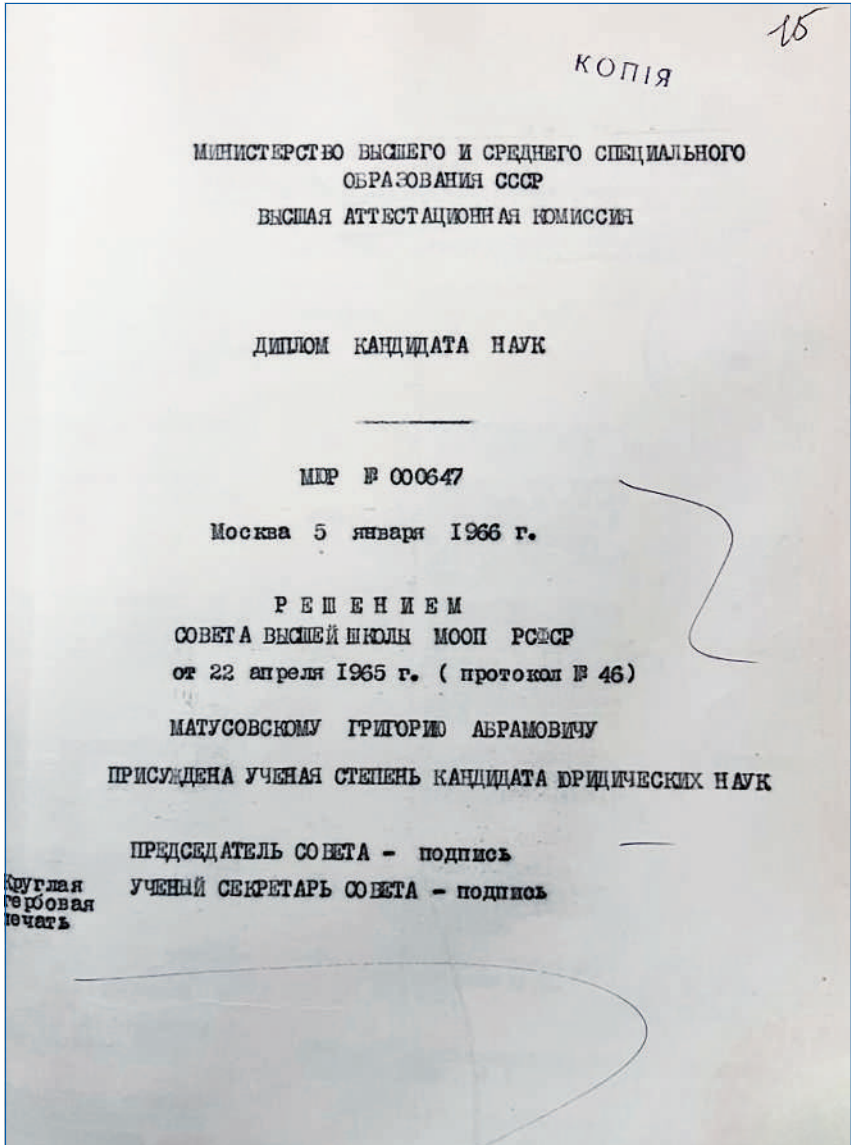 15
КОПІЯ
МИНИСТЕРСТВО ВЫСШЕГО И СРЕДНЕГО СПЕЦИАЛЬНОГО
ОБРАЗОВАНИЯ СССР
ВЫСШАЯ АТТЕСТАЦИОННАЯ КОМИССИЯ
ДИПЛОМ КАНДИДАТА НАУК
МЮР № 000647
Москва 5 января 1966 г.
РЕШЕНИЕМ
СОВЕТА ВЫСШЕЙ ШКОЛЫ МООП РСФСР
от 22 апреля 1965 г. ( протокол № 46)
МАТУСОВСКОМУ ГРИГОРИЮ АБРАМОВИЧУ
ПРИСУЖДЕНА УЧЕНАЯ СТЕПЕНЬ КАНДИДАТА ЮРИДИЧЕСКИХ НАУК
ПРЕДСЕДАТЕЛЬ СОВЕТА - подпись
УЧЕНЫЙ СЕКРЕТАРЬ СОВЕТА - подпись
Круглая
гербовая
печать